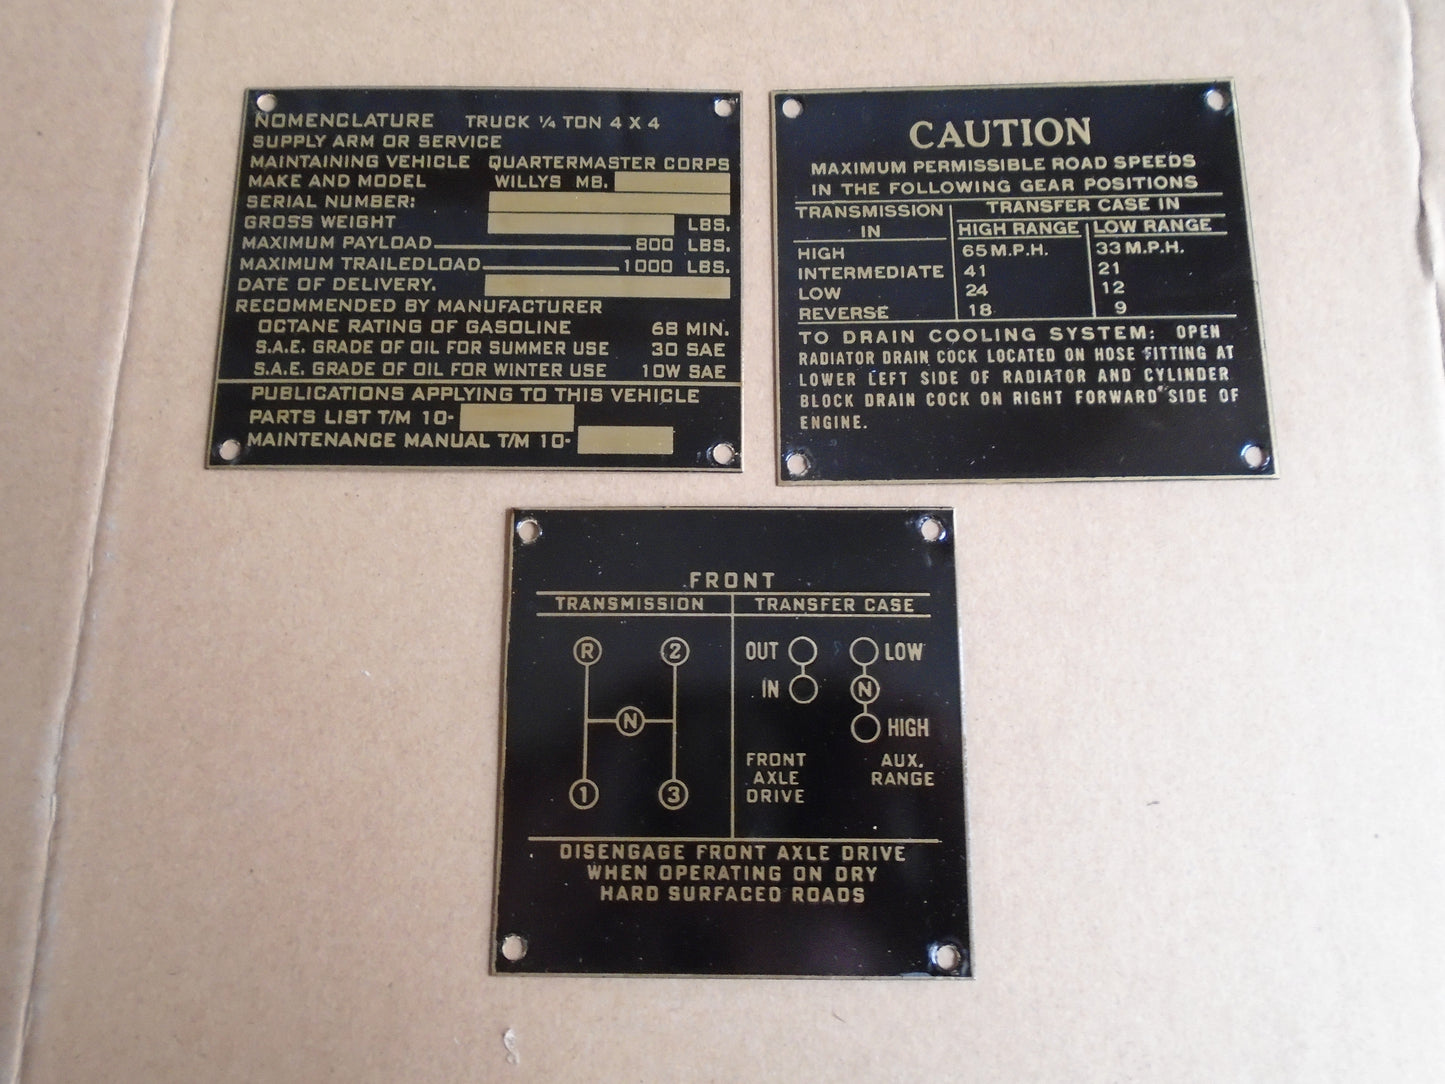 NOMENCLATURE TRUCK ¼ TON 4 X 4
SUPPLY ARM OR SERVICE
MAINTAINING VEHICLE QUARTERMASTER CORPS
MAKE AND MODEL WILLYS MB.
SERIAL NUMBER:
GROSS WEIGHT LBS.
MAXIMUM PAYLOAD 800 LBS.
MAXIMUM TRAILEDLOAD 1000 LBS.
DATE OF DELIVERY.
RECOMMENDED BY MANUFACTURER
OCTANE RATING OF GASOLINE 68 MIN.
S.A.E. GRADE OF OIL FOR SUMMER USE 30 SAE
S.A.E. GRADE OF OIL FOR WINTER USE 10W SAE
PUBLICATIONS APPLYING TO THIS VEHICLE
PARTS LIST T/M 10-
MAINTENANCE MANUAL T/M 10-
CAUTION
MAXIMUM PERMISSIBLE ROAD SPEEDS
IN THE FOLLOWING GEAR POSITIONS
TRANSMISSION IN TRANSFER CASE IN
HIGH RANGE LOW RANGE
HIGH 65 M.P.H. 33 M.P.H.
INTERMEDIATE 41 21
LOW 24 12
REVERSE 18 9
TO DRAIN COOLING SYSTEM: OPEN
RADIATOR DRAIN COCK LOCATED ON HOSE FITTING AT
LOWER LEFT SIDE OF RADIATOR AND CYLINDER
BLOCK DRAIN COCK ON RIGHT FORWARD SIDE OF
ENGINE.
FRONT
TRANSMISSION TRANSFER CASE
R 2 OUT LOW
IN N
N HIGH
1 3
FRONT AUX.
AXLE RANGE
DRIVE
DISENGAGE FRONT AXLE DRIVE
WHEN OPERATING ON DRY
HARD SURFACED ROADS